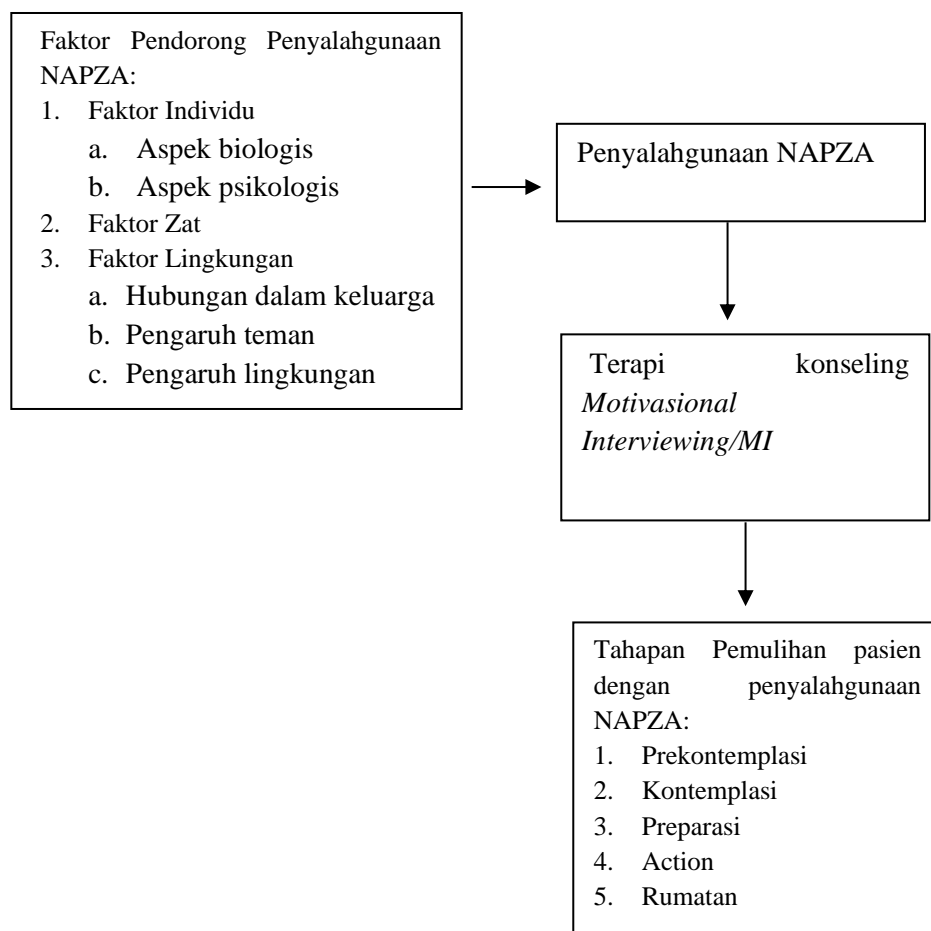 Faktor Pendorong Penyalahgunaan
NAPZA:
1. Faktor Individu
a. Aspek biologis
b. Aspek psikologis
2. Faktor Zat
3. Faktor Lingkungan
a. Hubungan dalam keluarga
b. Pengaruh teman
c. Pengaruh lingkungan
Penyalahgunaan NAPZA
Terapi konseling
Motivasional
Interviewing/MI
Tahapan Pemulihan pasien
dengan penyalahgunaan
NAPZA:
1. Prekontemplasi
2. Kontemplasi
3. Preparasi
4. Action
5. Rumatan